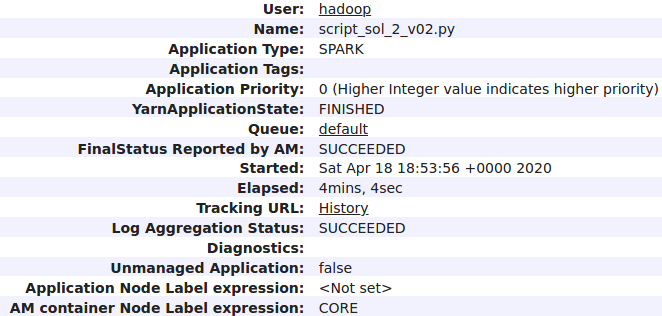 User: hadoop
Name: script_sol_2_v02.py
Application Type: SPARK
Application Tags:
Application Priority: 0 (Higher Integer value indicates higher priority)
YarnApplicationState: FINISHED
Queue: default
FinalStatus Reported by AM: SUCCEEDED
Started: Sat Apr 18 18:53:56 +0000 2020
Elapsed: 4mins, 4sec
Tracking URL: History
Log Aggregation Status: SUCCEEDED
Diagnostics:
Unmanaged Application: false
Application Node Label expression: <Not set>
AM container Node Label expression: CORE